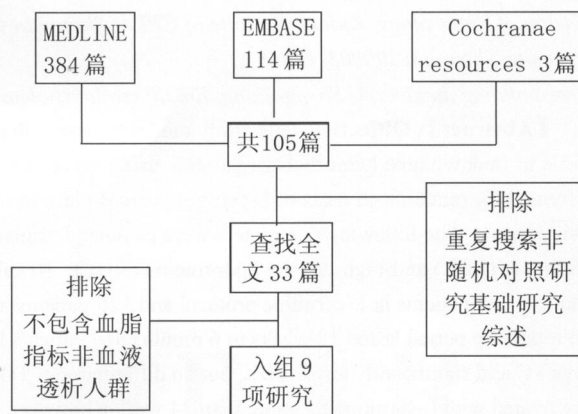 MEDLINE
384篇
EMBASE
114篇
Cochranae
resources 3篇
共105篇
查找全
文33篇
排除
重复搜索非
随机对照研
究基础研究
综述
排除
不包含血脂
指标非血液
透析人群
入组9
项研究